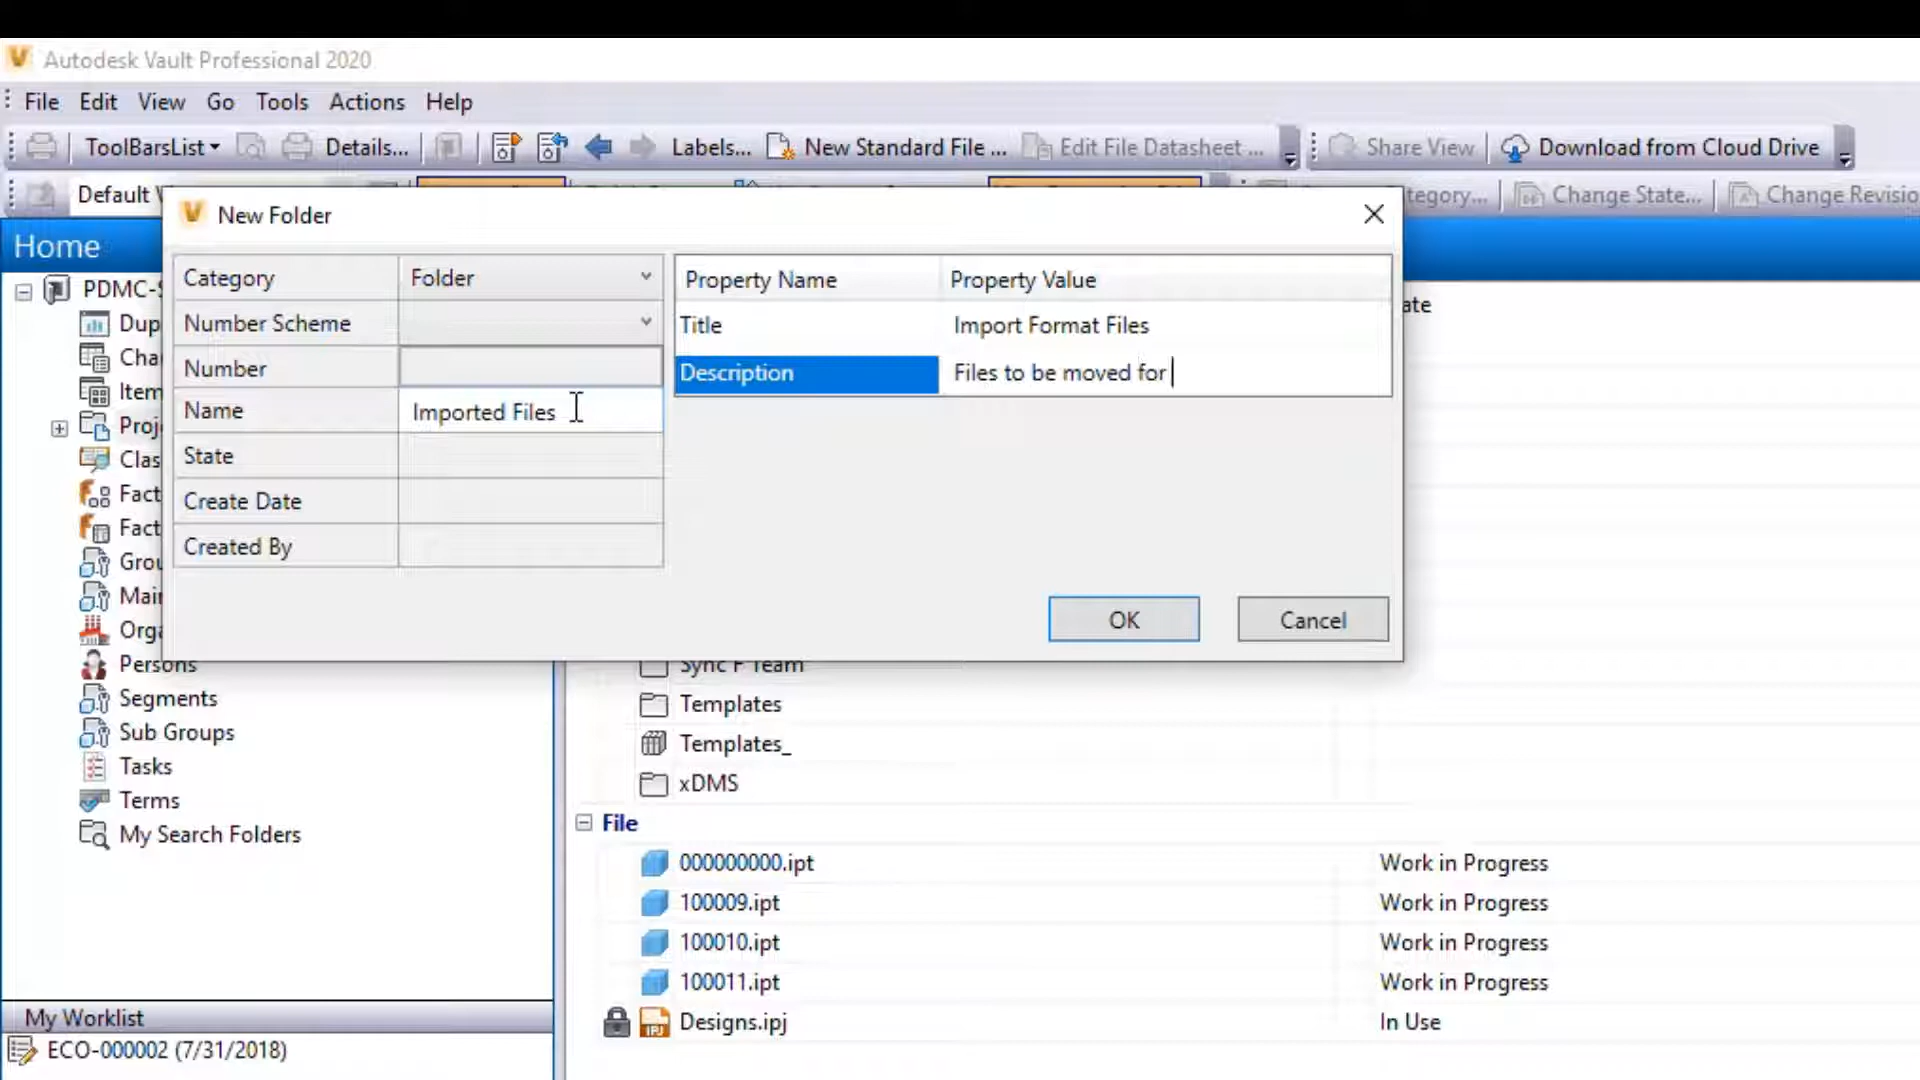 Autodesk Vault Professional 2020
File Edit View Go Tools Actions Help
ToolBarsList Details... Labels... New Standard File ... Edit File Datasheet ... Share View Download from Cloud Drive
Default Change State... Change Revisio
New Folder
Home
Category Folder
Number Scheme
Number
Name Imported Files
State
Create Date
Created By
Property Name Property Value
Title Import Format Files
Description Files to be moved for
OK Cancel
PDMC-S
Dup
Cha
Item
Proj
Clas
Fact
Fact
Grou
Main
Orga
Persons
Segments
Sub Groups
Tasks
Terms
My Search Folders
ate
Templates
Templates_
xDMS
File
000000000.ipt Work in Progress
100009.ipt Work in Progress
100010.ipt Work in Progress
100011.ipt Work in Progress
Designs.ipj In Use
My Worklist
ECO-000002 (7/31/2018)